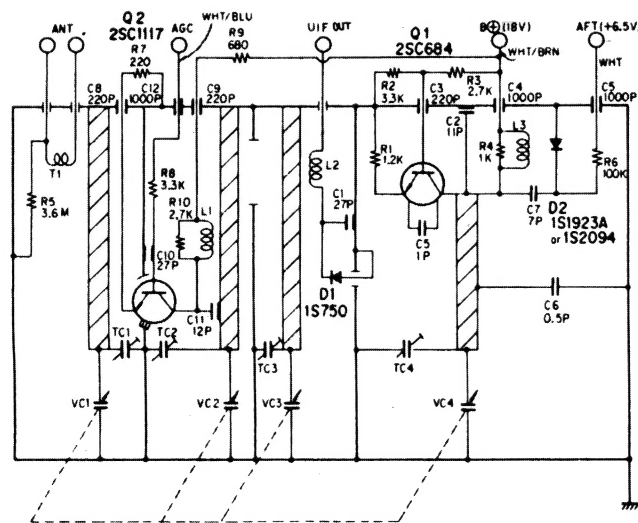 ANT
Q2
2SC1117
AGC
WHT/BLU
UIF OUT
Q1
2SC684
B⊕(18V)
WHT/BRN
AFT(+6.5V)
WHT
R7
220
R9
680
C8
220P
C12
1000P
C9
220P
R2
3.3K
C3
220P
R3
2.7K
C4
1000P
C5
1000P
C2
11P
L3
T1
R8
3.3K
R10
2.7K
L1
L2
R1
1.2K
R4
1K
R6
100K
R5
3.6M
C10
27P
C1
27P
C5
1P
C7
7P
D2
1S1923A
or 1S2094
D1
1S750
C11
12P
C6
0.5P
TC1
TC2
TC3
TC4
VC1
VC2
VC3
VC4